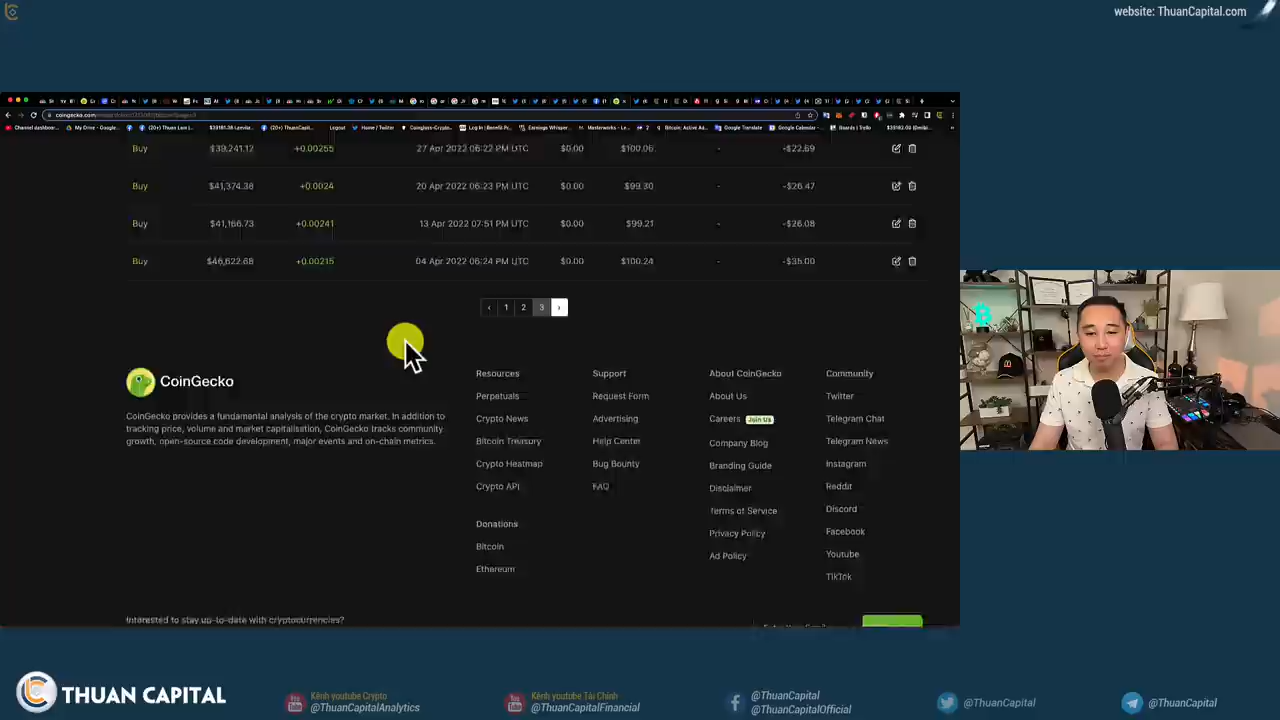 website: ThuanCapital.com
coingecko.com
Buy $39,241.12 +0.00255 27 Apr 2022 06:22 PM UTC $0.00 $100.06 - -$22.69
Buy $41,374.38 +0.0024 20 Apr 2022 06:23 PM UTC $0.00 $99.30 - -$26.47
Buy $41,166.73 +0.00241 13 Apr 2022 07:51 PM UTC $0.00 $99.21 - -$26.08
Buy $46,622.68 +0.00215 04 Apr 2022 06:24 PM UTC $0.00 $100.24 - -$35.00
‹ 1 2 3 ›
CoinGecko
CoinGecko provides a fundamental analysis of the crypto market. In addition to
tracking price, volume and market capitalisation, CoinGecko tracks community
growth, open-source code development, major events and on-chain metrics.
Resources
Perpetuals
Crypto News
Bitcoin Treasury
Crypto Heatmap
Crypto API
Donations
Bitcoin
Ethereum
Support
Request Form
Advertising
Help Center
Bug Bounty
FAQ
About CoinGecko
About Us
Careers Join Us
Company Blog
Branding Guide
Disclaimer
Terms of Service
Privacy Policy
Ad Policy
Community
Twitter
Telegram Chat
Telegram News
Instagram
Reddit
Discord
Facebook
Youtube
TikTok
Interested to stay up-to-date with cryptocurrencies?
THUAN CAPITAL
Kênh youtube Crypto
@ThuanCapitalAnalytics
Kênh youtube Tài Chính
@ThuanCapitalFinancial
@ThuanCapital
@ThuanCapitalOfficial
@ThuanCapital
@ThuanCapital